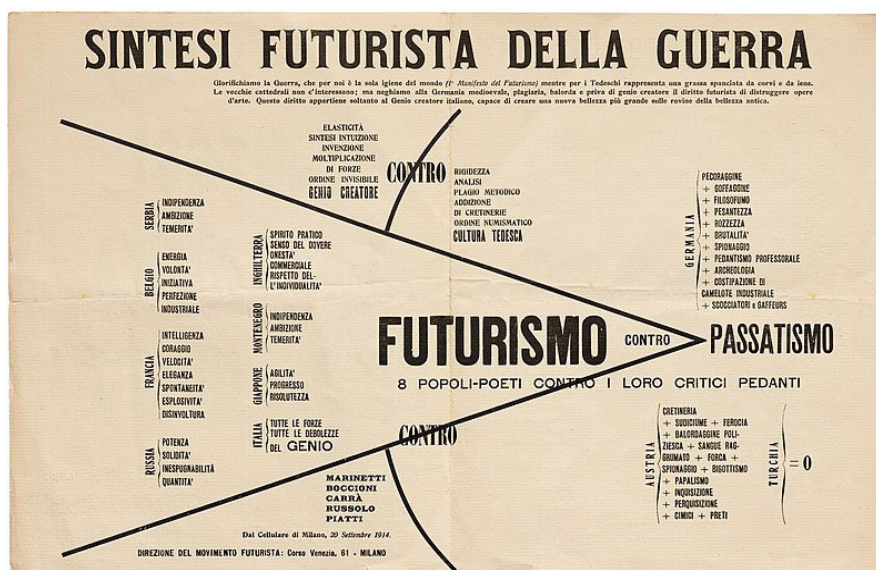 SINTESI FUTURISTA DELLA GUERRA
Glorifichiamo la Guerra, che per noi è la sola igiene del mondo (1° Manifesto del Futurismo) mentre per i Tedeschi rappresenta una grassa spanciata da corvi e da iene.
Le vecchie cattedrali non c'interessano; ma neghiamo alla Germania medioevale, plagiaria, balorda e priva di genio creatore il diritto futurista di distruggere opere
d'arte. Questo diritto appartiene soltanto al Genio creatore italiano, capace di creare una nuova bellezza più grande sulle rovine della bellezza antica.
ELASTICITÀ
SINTESI INTUIZIONE
INVENZIONE
MOLTIPLICAZIONE
DI FORZE
ORDINE INVISIBILE
GENIO CREATORE
CONTRO
RIGIDEZZA
ANALISI
PLAGIO METODICO
ADDIZIONE
DI CRETINERIE
ORDINE NUMISMATICO
CULTURA TEDESCA
SERBIA
INDIPENDENZA
AMBIZIONE
TEMERITA'
BELGIO
ENERGIA
VOLONTA'
INIZIATIVA
PERFEZIONE
INDUSTRIALE
FRANCIA
INTELLIGENZA
CORAGGIO
VELOCITA'
ELEGANZA
SPONTANEITA'
ESPLOSIVITA'
DISINVOLTURA
RUSSIA
POTENZA
SOLIDITA'
INESPUGNABILITÀ
QUANTITA'
INGHILTERRA
SPIRITO PRATICO
SENSO DEL DOVERE
ONESTA'
COMMERCIALE
RISPETTO DEL-
L'INDIVIDUALITA'
MONTENEGRO
INDIPENDENZA
AMBIZIONE
TEMERITA'
GIAPPONE
AGILITA'
PROGRESSO
RISOLUTEZZA
ITALIA
TUTTE LE FORZE
TUTTE LE DEBOLEZZE
DEL GENIO
FUTURISMO CONTRO PASSATISMO
8 POPOLI-POETI CONTRO I LORO CRITICI PEDANTI
CONTRO
GERMANIA
PECORAGGINE
+ GOFFAGGINE
+ FILOSOFUMO
+ PESANTEZZA
+ ROZZEZZA
+ BRUTALITA'
+ SPIONAGGIO
+ PEDANTISMO PROFESSORALE
+ ARCHEOLOGIA
+ COSTIPAZIONE DI
CAMELOTE INDUSTRIALE
+ SCOCCIATORI e GAFFEURS
AUSTRIA
CRETINERIA
+ SUDICIUME + FEROCIA
+ BALORDAGGINE POLI-
ZIESCA + SANGUE RAG-
GRUMATO + FORCA +
SPIONAGGIO + BIGOTTISMO
+ PAPALISMO
+ INQUISIZIONE
+ PERQUISIZIONE
+ CIMICI + PRETI
TURCHIA
= 0
MARINETTI
BOCCIONI
CARRÀ
RUSSOLO
PIATTI
Dal Cellulare di Milano, 20 Settembre 1914.
DIREZIONE DEL MOVIMENTO FUTURISTA: Corso Venezia, 61 - MILANO